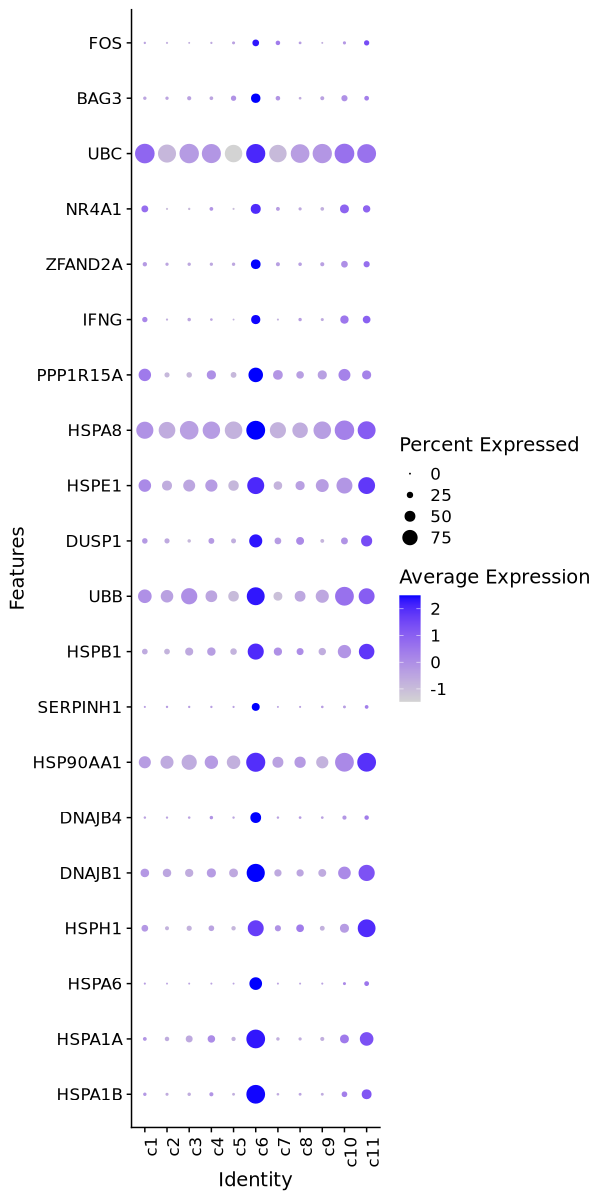 FOS
BAG3
UBC
NR4A1
ZFAND2A
IFNG
PPP1R15A
HSPA8
HSPE1
DUSP1
UBB
HSPB1
SERPINH1
HSP90AA1
DNAJB4
DNAJB1
HSPH1
HSPA6
HSPA1A
HSPA1B
Features
c1 c2 c3 c4 c5 c6 c7 c8 c9 c10 c11
Identity
Percent Expressed
0
25
50
75
Average Expression
2
1
0
-1